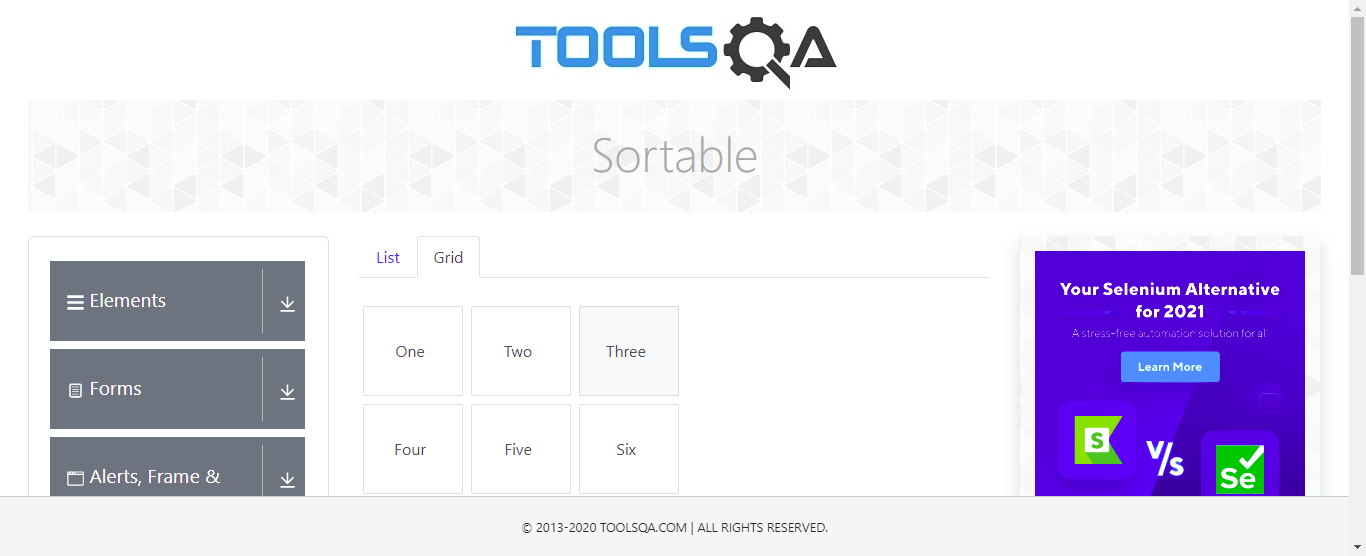 TOOLSQA
Sortable
Elements
Forms
Alerts, Frame &
List
Grid
One
Two
Three
Four
Five
Six
Your Selenium Alternative
for 2021
A stress-free automation solution for all
Learn More
S
V/s
Se
© 2013-2020 TOOLSQA.COM | ALL RIGHTS RESERVED.